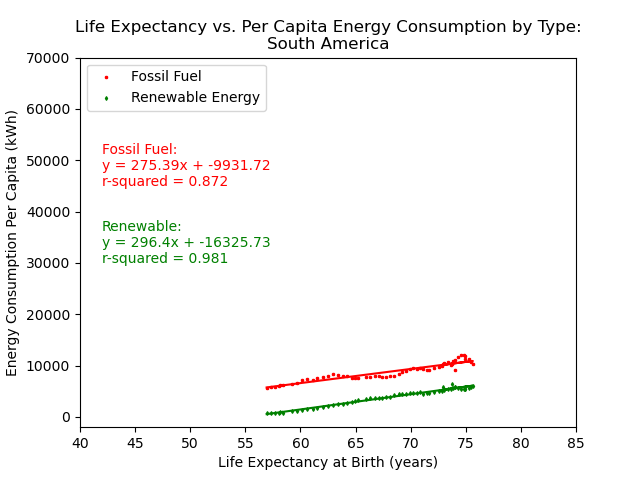 Life Expectancy vs. Per Capita Energy Consumption by Type:
South America
70000
60000
50000
40000
30000
20000
10000
0
Energy Consumption Per Capita (kWh)
Fossil Fuel
Renewable Energy
Fossil Fuel:
y = 275.39x + -9931.72
r-squared = 0.872
Renewable:
y = 296.4x + -16325.73
r-squared = 0.981
40 45 50 55 60 65 70 75 80 85
Life Expectancy at Birth (years)